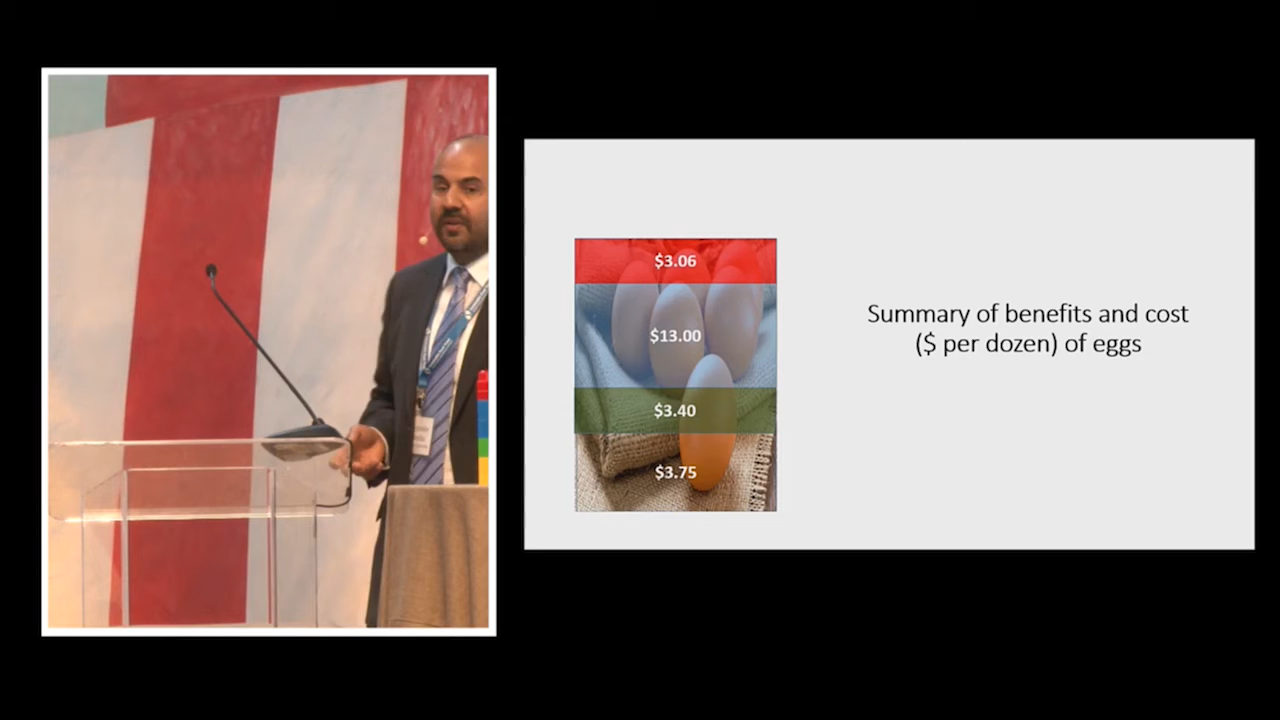 $3.06
$13.00
$3.40
$3.75
Summary of benefits and cost
($ per dozen) of eggs